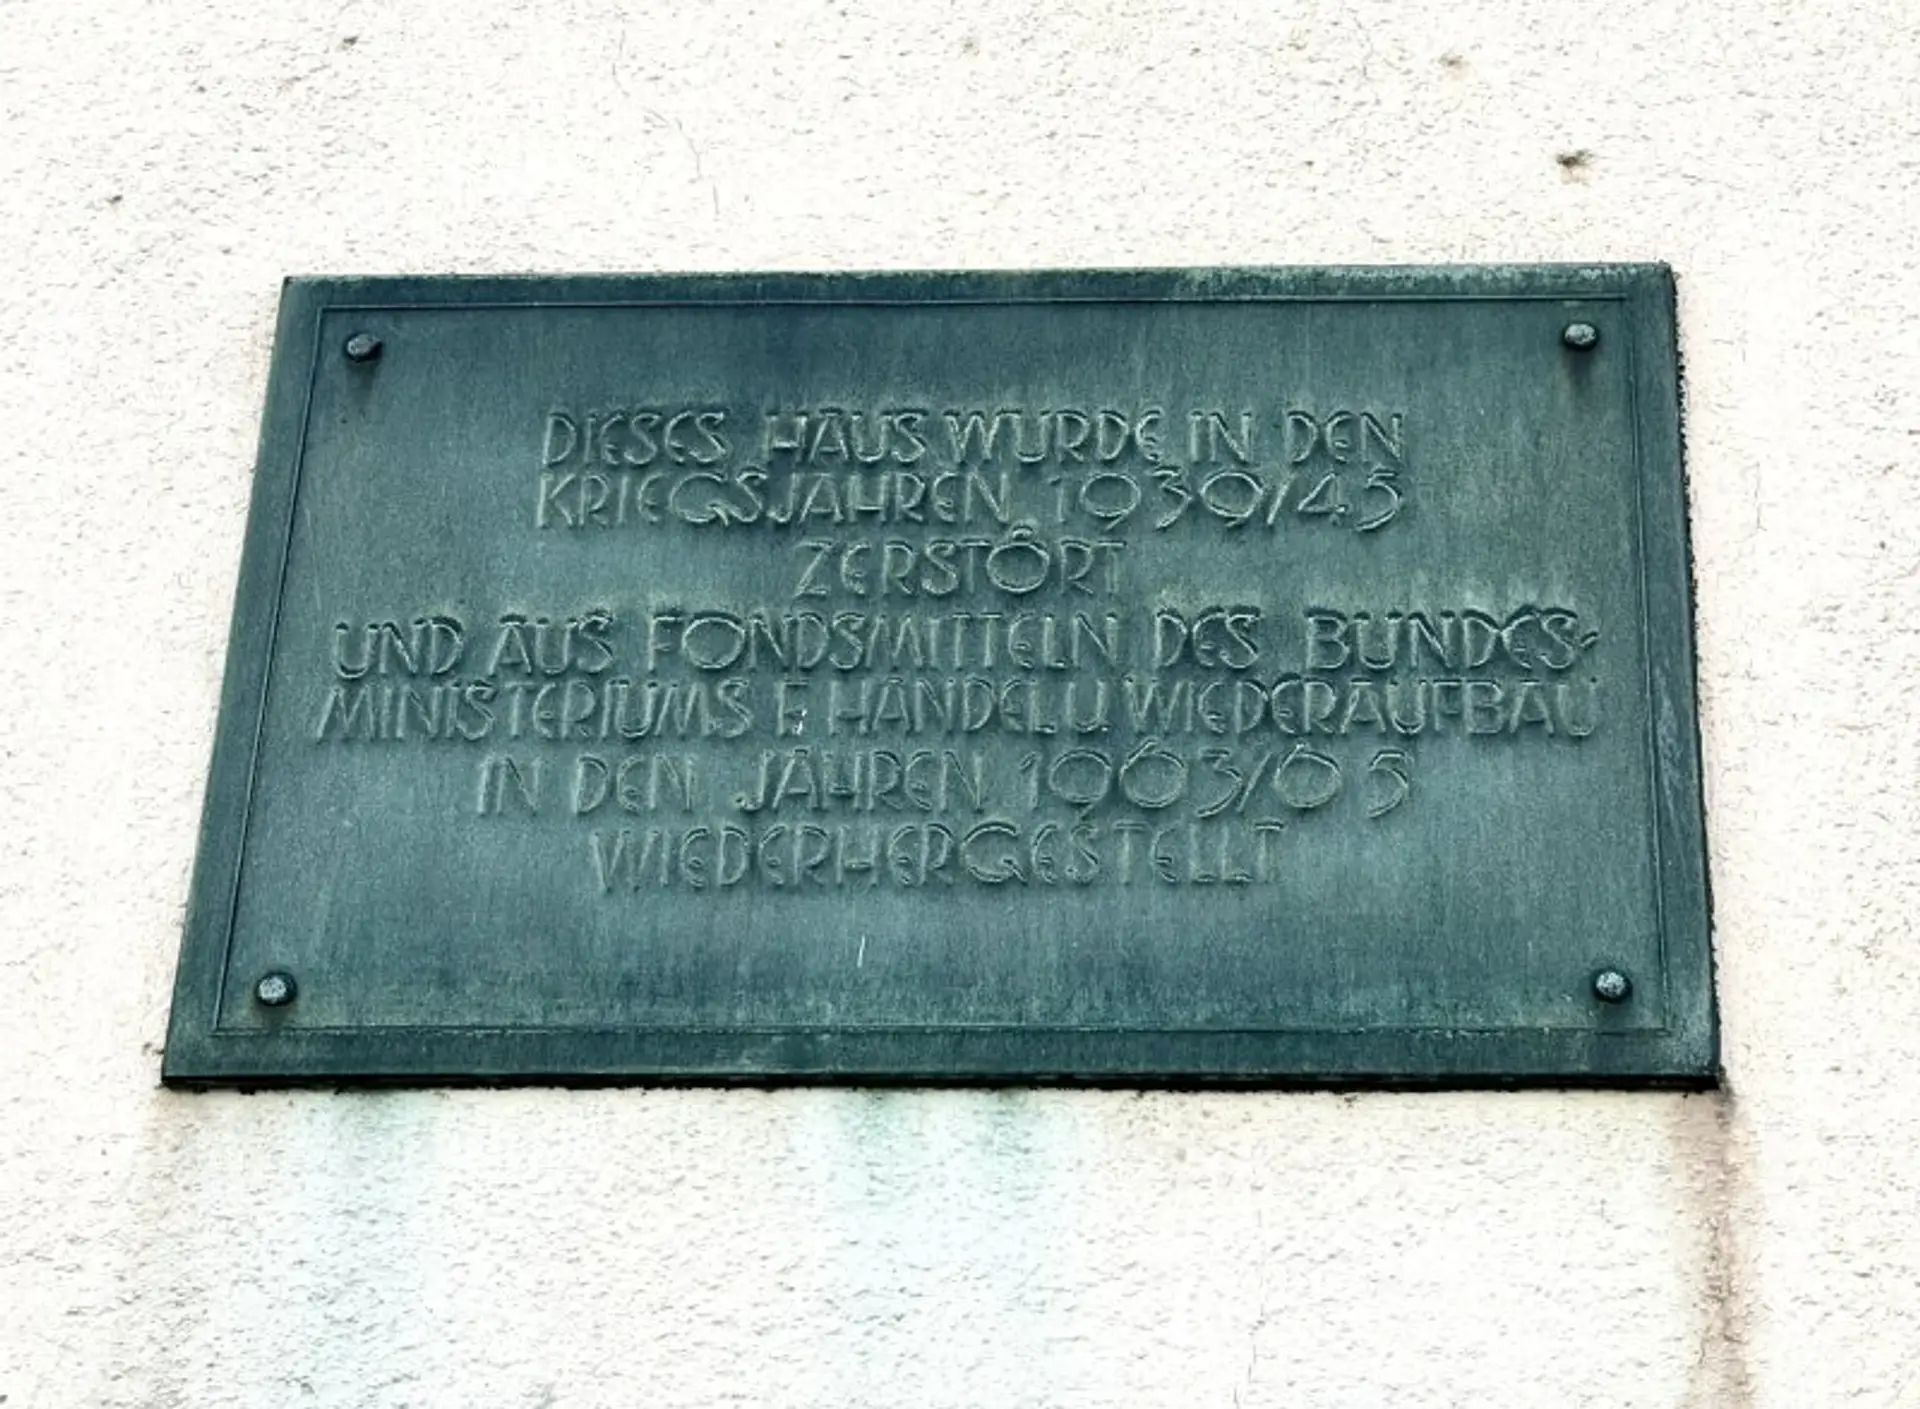 DIESES HAUS WURDE IN DEN
KRIEGSJAHREN 1939/45
ZERSTÖRT
UND AUS FONDSMITTELN DES BUNDES-
MINISTERIUMS F. HANDEL U. WIEDERAUFBAU
IN DEN JAHREN 1963/65
WIEDERHERGESTELLT